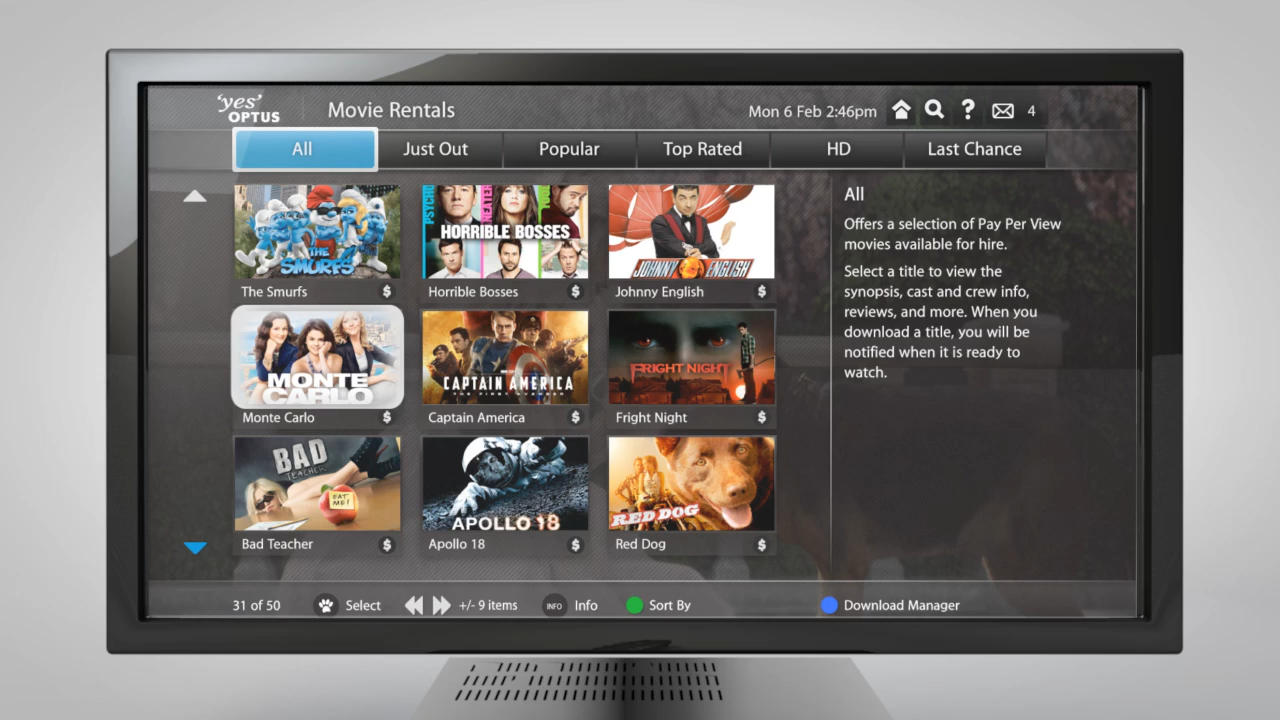 'yes'
OPTUS
Movie Rentals
Mon 6 Feb 2:46pm
?
4
All
Just Out
Popular
Top Rated
HD
Last Chance
THE
SMURFS
The Smurfs
$
PSYCHO
HORRIBLE BOSSES
Horrible Bosses
$
JOHNNY ENGLISH
Johnny English
$
MONTE
CARLO
Monte Carlo
$
CAPTAIN AMERICA
THE FIRST AVENGER
Captain America
$
FRIGHT NIGHT
Fright Night
$
BAD
TEACHER
EAT
ME!
Bad Teacher
$
APOLLO 18
Apollo 18
$
RED DOG
Red Dog
$
All
Offers a selection of Pay Per View
movies available for hire.
Select a title to view the
synopsis, cast and crew info,
reviews, and more. When you
download a title, you will be
notified when it is ready to
watch.
31 of 50
Select
+/- 9 items
INFO
Info
Sort By
Download Manager